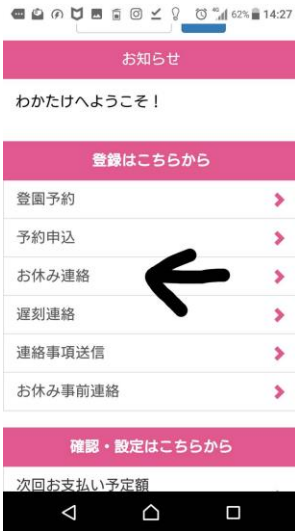 62% 14:27
お知らせ
わかたけへようこそ！
登録はこちらから
登園予約
予約申込
お休み連絡
遅刻連絡
連絡事項送信
お休み事前連絡
確認・設定はこちらから
次回お支払い予定額